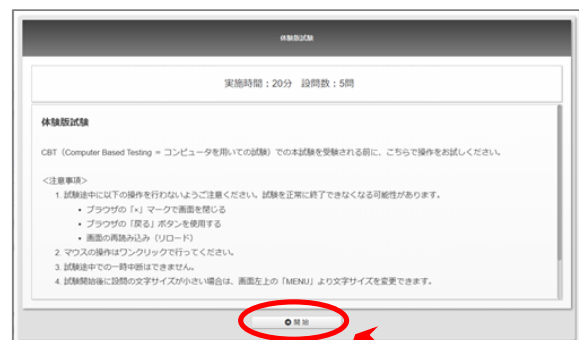 体験版試験
実施時間：20分　設問数：5問
体験版試験
CBT（Computer Based Testing = コンピュータを用いての試験）での本試験を受験される前に、こちらで操作をお試しください。
＜注意事項＞
1. 試験途中に以下の操作を行わないようご注意ください。試験を正常に終了できなくなる可能性があります。
• ブラウザの「×」マークで画面を閉じる
• ブラウザの「戻る」ボタンを使用する
• 画面の再読み込み（リロード）
2. マウスの操作はワンクリックで行ってください。
3. 試験途中での一時中断はできません。
4. 試験開始後に設問の文字サイズが小さい場合は、画面左上の「MENU」より文字サイズを変更できます。
開始